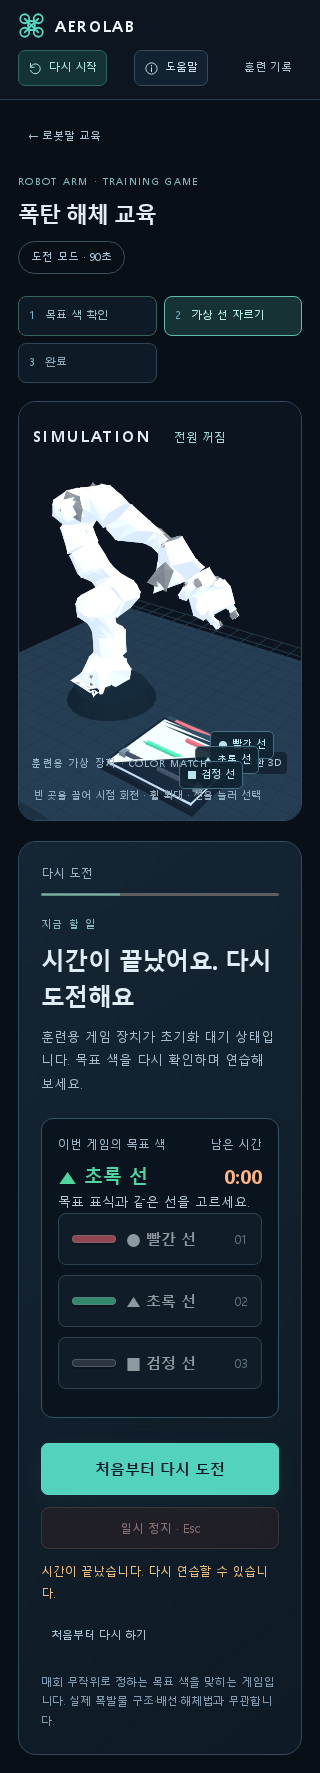 AEROLAB
다시 시작
도움말
훈련 기록
← 로봇팔 교육
ROBOT ARM · TRAINING GAME
폭탄 해체 교육
도전 모드 · 90초
1 목표 색 확인
2 가상 선 자르기
3 완료
SIMULATION 전원 꺼짐
● 빨간 선
훈련용 가상 장치 · COLOR MATCH
3D
■ 검정 선
빈 곳을 끌어 시점 회전 · 휠 확대 · 선을 눌러 선택
다시 도전
지금 할 일
시간이 끝났어요. 다시
도전해요
훈련용 게임 장치가 초기화 대기 상태입
니다. 목표 색을 다시 확인하며 연습해
보세요.
이번 게임의 목표 색 남은 시간
▲ 초록 선 0:00
목표 표식과 같은 선을 고르세요.
● 빨간 선 01
▲ 초록 선 02
■ 검정 선 03
처음부터 다시 도전
일시 정지 · Esc
시간이 끝났습니다. 다시 연습할 수 있습니
다.
처음부터 다시 하기
매회 무작위로 정하는 목표 색을 맞히는 게임입
니다. 실제 폭발물 구조·배선·해체법과 무관합니
다.